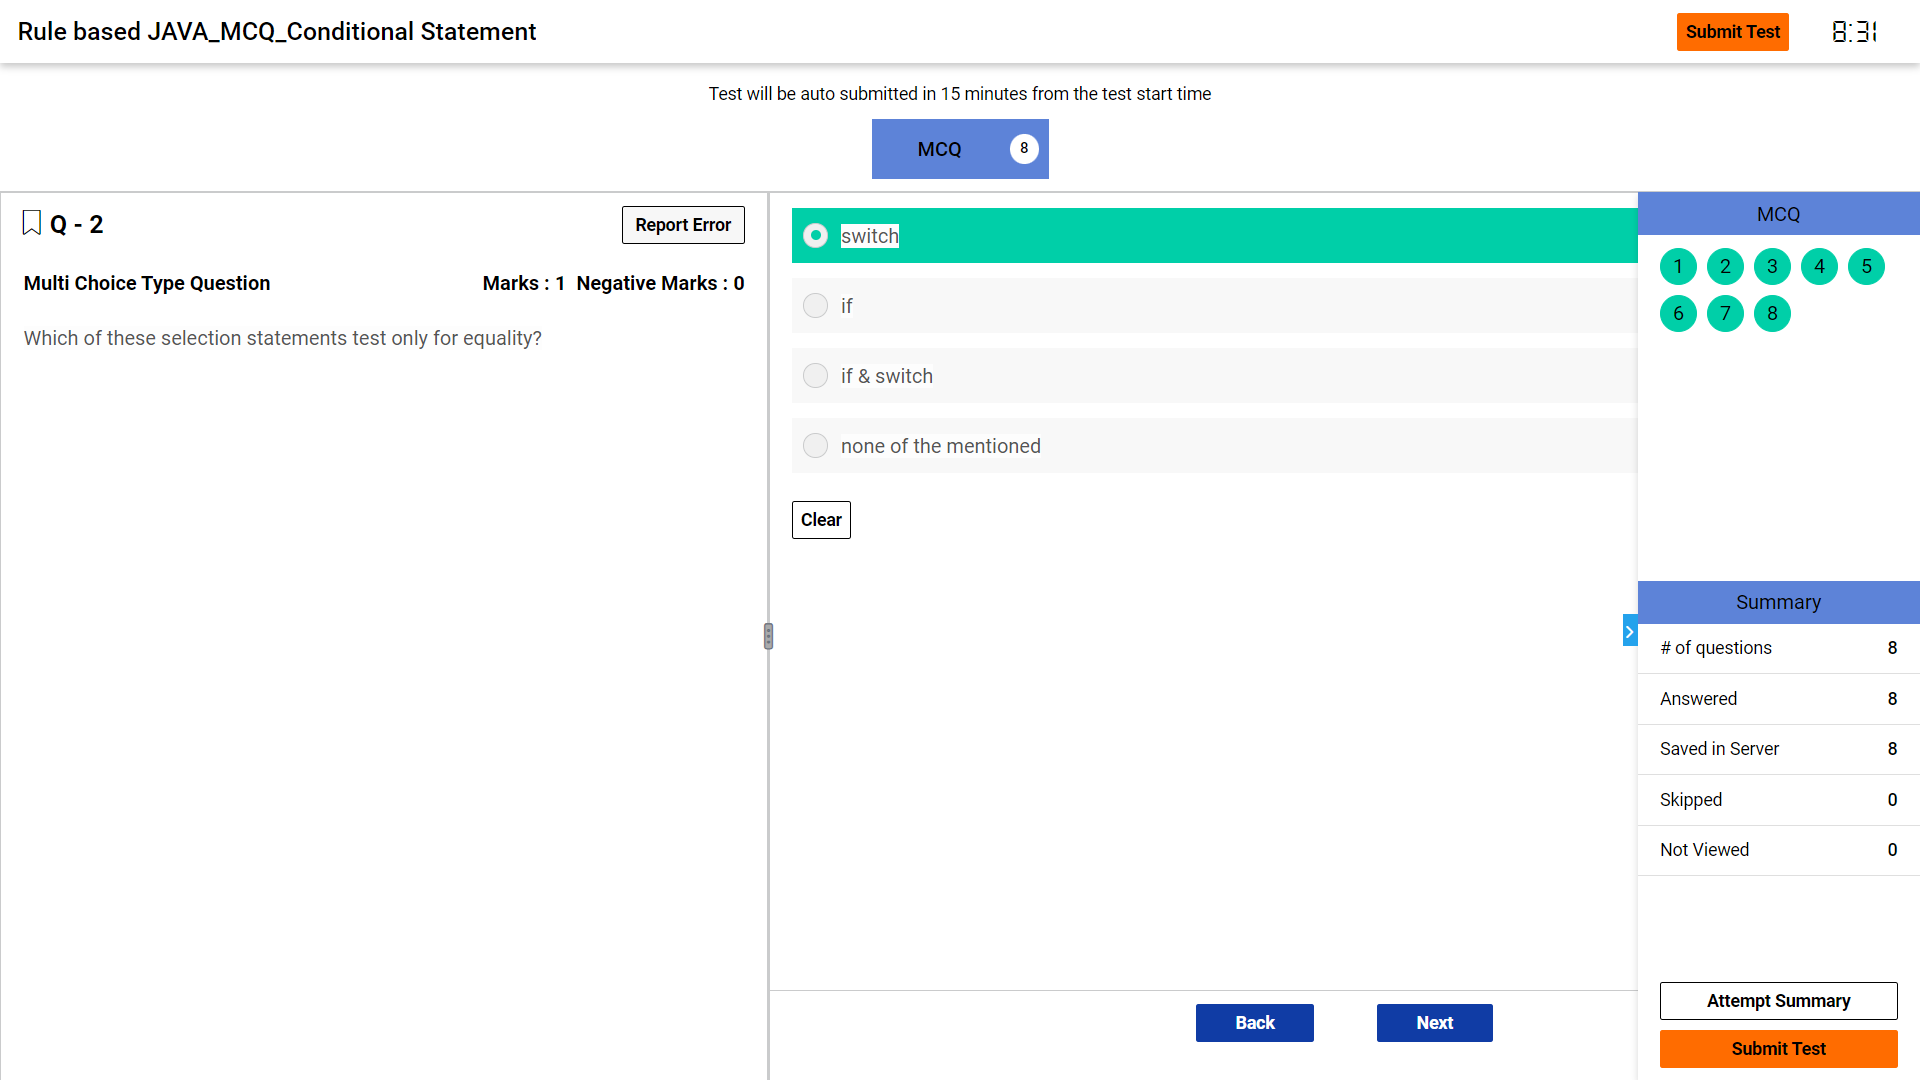 Rule based JAVA_MCQ_Conditional Statement
Submit Test
8:31
Test will be auto submitted in 15 minutes from the test start time
MCQ 8
Q - 2
Report Error
Multi Choice Type Question
Marks : 1 Negative Marks : 0
Which of these selection statements test only for equality?
switch
if
if & switch
none of the mentioned
Clear
Back
Next
MCQ
1 2 3 4 5
6 7 8
Summary
# of questions 8
Answered 8
Saved in Server 8
Skipped 0
Not Viewed 0
Attempt Summary
Submit Test